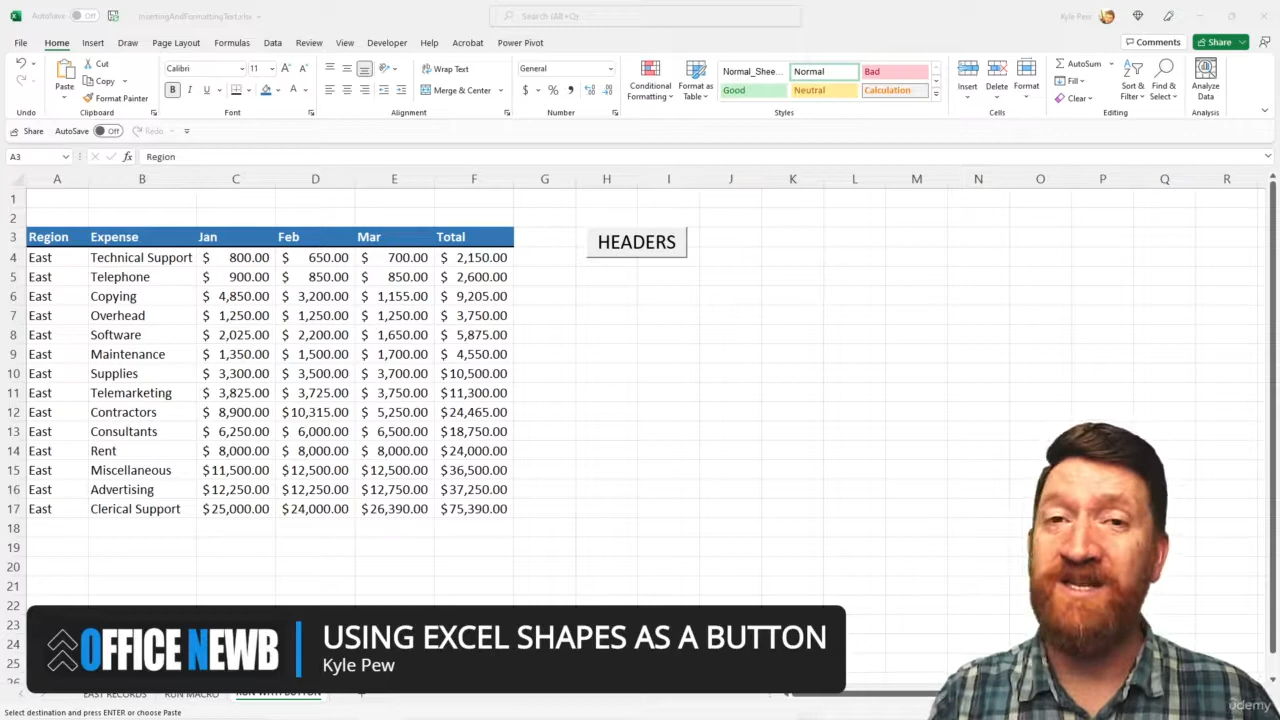 AutoSave Off InsertingAndFormattingText.xlsx Search (Alt+Q) Kyle Pew
File Home Insert Draw Page Layout Formulas Data Review View Developer Help Acrobat Power Pivot Comments Share
Cut Calibri 11 Wrap Text General Normal_Shee... Normal Bad AutoSum
Copy
Paste Conditional Format as Insert Delete Format Fill Sort & Find & Analyze
Format Painter B I U Merge & Center $ % Formatting Table Good Neutral Calculation Clear Filter Select Data
Undo Clipboard Font Alignment Number Styles Cells Editing Analysis
Share AutoSave Off Redo
A3 fx Region
A B C D E F G H I J K L M N O P Q R
1
2
3 Region Expense Jan Feb Mar Total HEADERS
4 East Technical Support $ 800.00 $ 650.00 $ 700.00 $ 2,150.00
5 East Telephone $ 900.00 $ 850.00 $ 850.00 $ 2,600.00
6 East Copying $ 4,850.00 $ 3,200.00 $ 1,155.00 $ 9,205.00
7 East Overhead $ 1,250.00 $ 1,250.00 $ 1,250.00 $ 3,750.00
8 East Software $ 2,025.00 $ 2,200.00 $ 1,650.00 $ 5,875.00
9 East Maintenance $ 1,350.00 $ 1,500.00 $ 1,700.00 $ 4,550.00
10 East Supplies $ 3,300.00 $ 3,500.00 $ 3,700.00 $10,500.00
11 East Telemarketing $ 3,825.00 $ 3,725.00 $ 3,750.00 $11,300.00
12 East Contractors $ 8,900.00 $10,315.00 $ 5,250.00 $24,465.00
13 East Consultants $ 6,250.00 $ 6,000.00 $ 6,500.00 $18,750.00
14 East Rent $ 8,000.00 $ 8,000.00 $ 8,000.00 $24,000.00
15 East Miscellaneous $11,500.00 $12,500.00 $12,500.00 $36,500.00
16 East Advertising $12,250.00 $12,250.00 $12,750.00 $37,250.00
17 East Clerical Support $25,000.00 $24,000.00 $26,390.00 $75,390.00
18
19
20
21
22
23
24
25
26
OFFICE NEWB USING EXCEL SHAPES AS A BUTTON
Kyle Pew
EAST RECORDS RUN MACRO RUN WITH BUTTON
Select destination and press ENTER or choose Paste
udemy